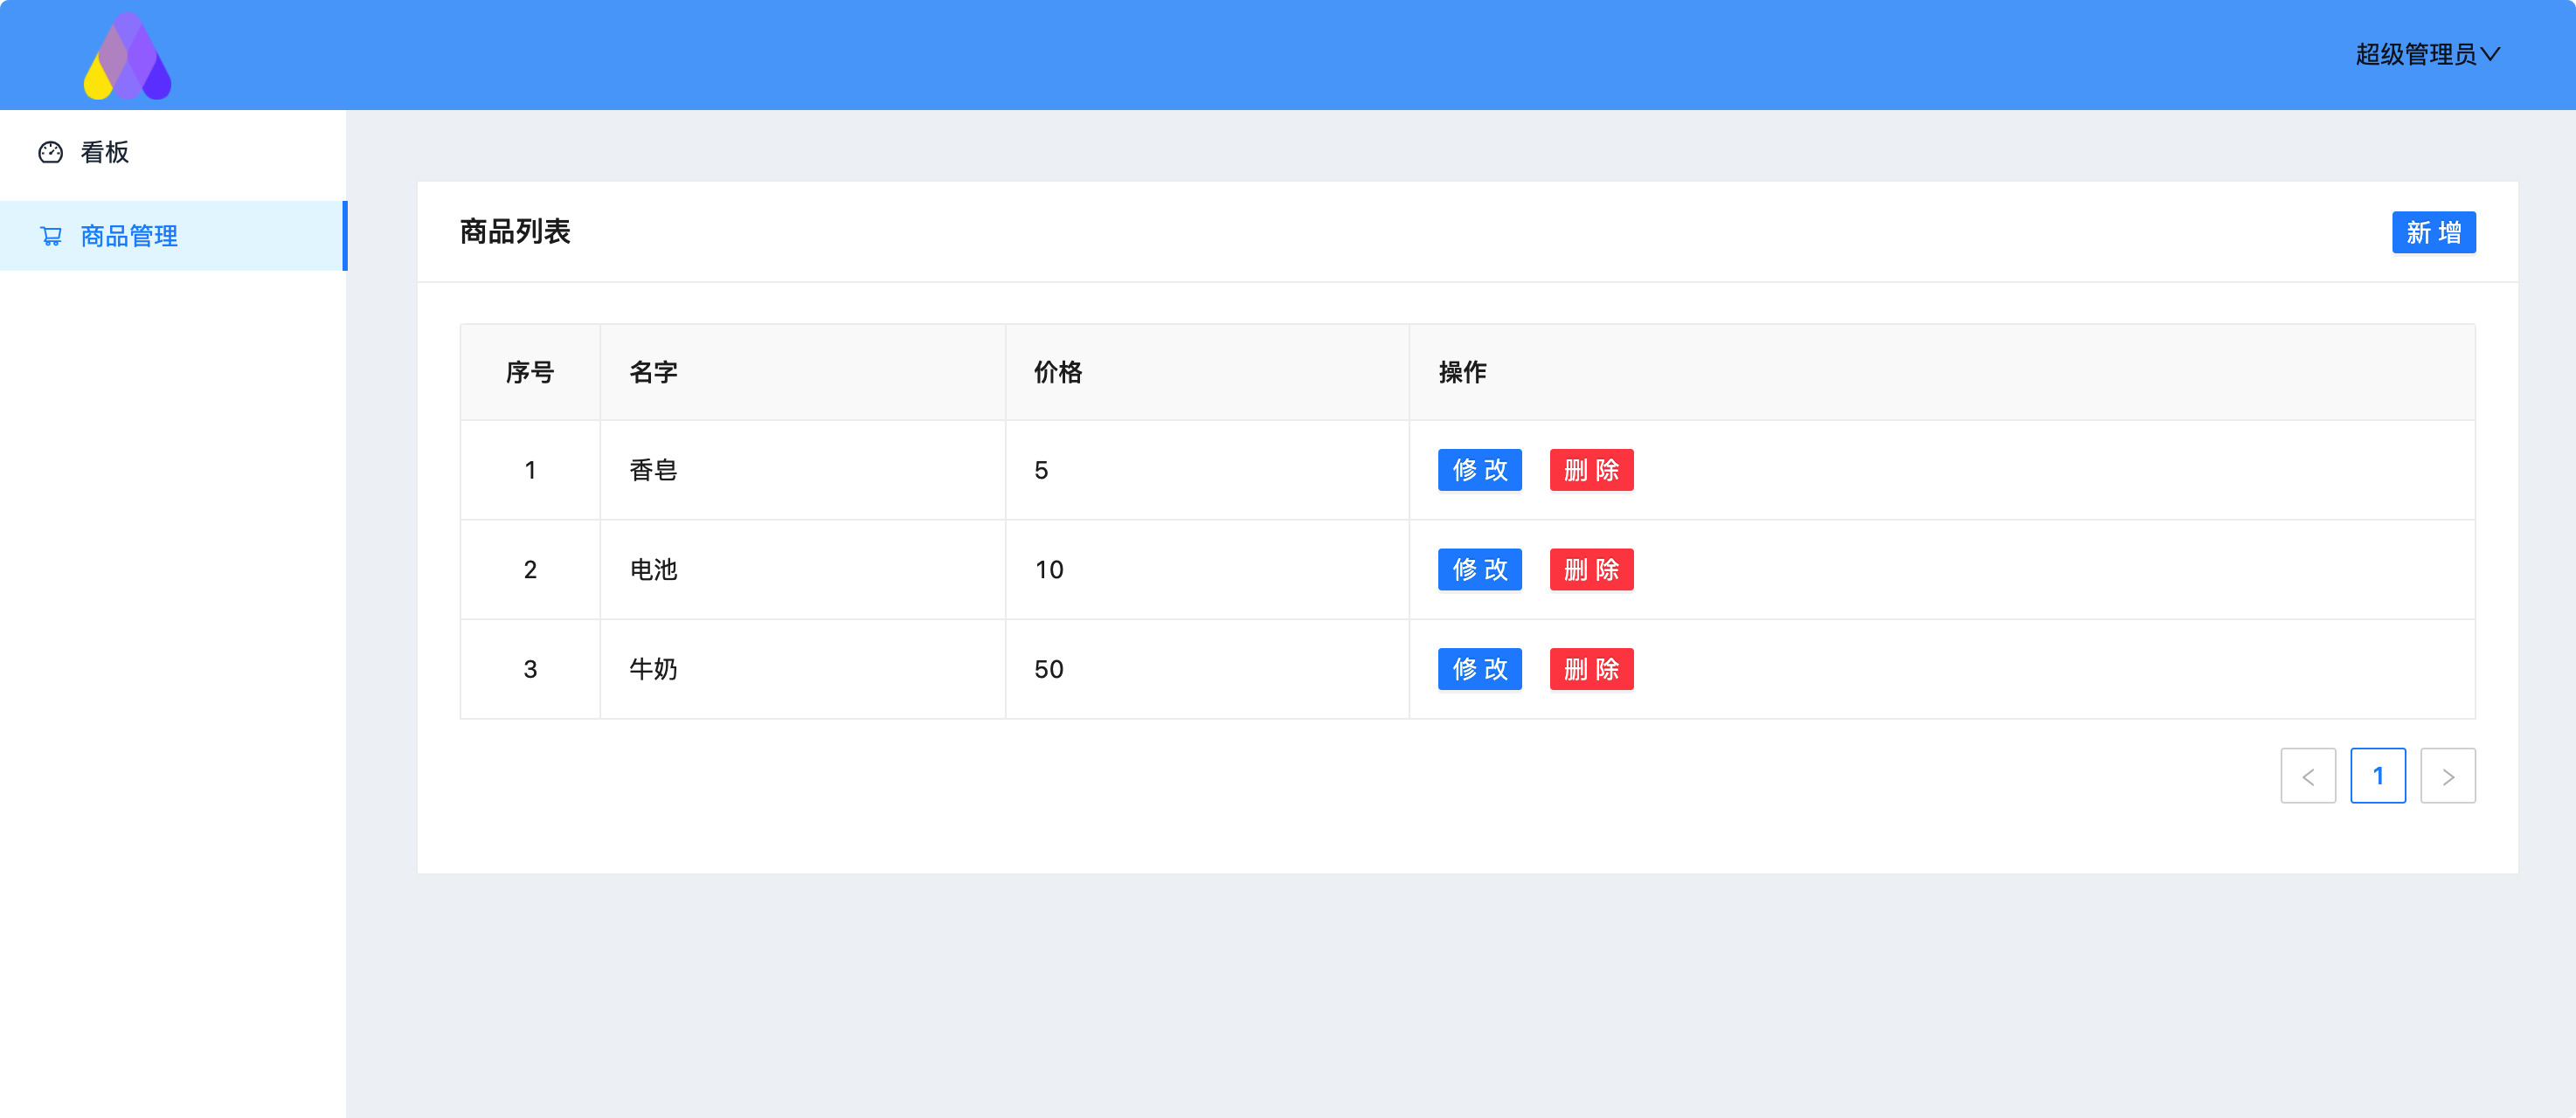 超级管理员
看板
商品管理
商品列表
新 增
序号 名字 价格 操作
1 香皂 5 修 改 删 除
2 电池 10 修 改 删 除
3 牛奶 50 修 改 删 除
< 1 >